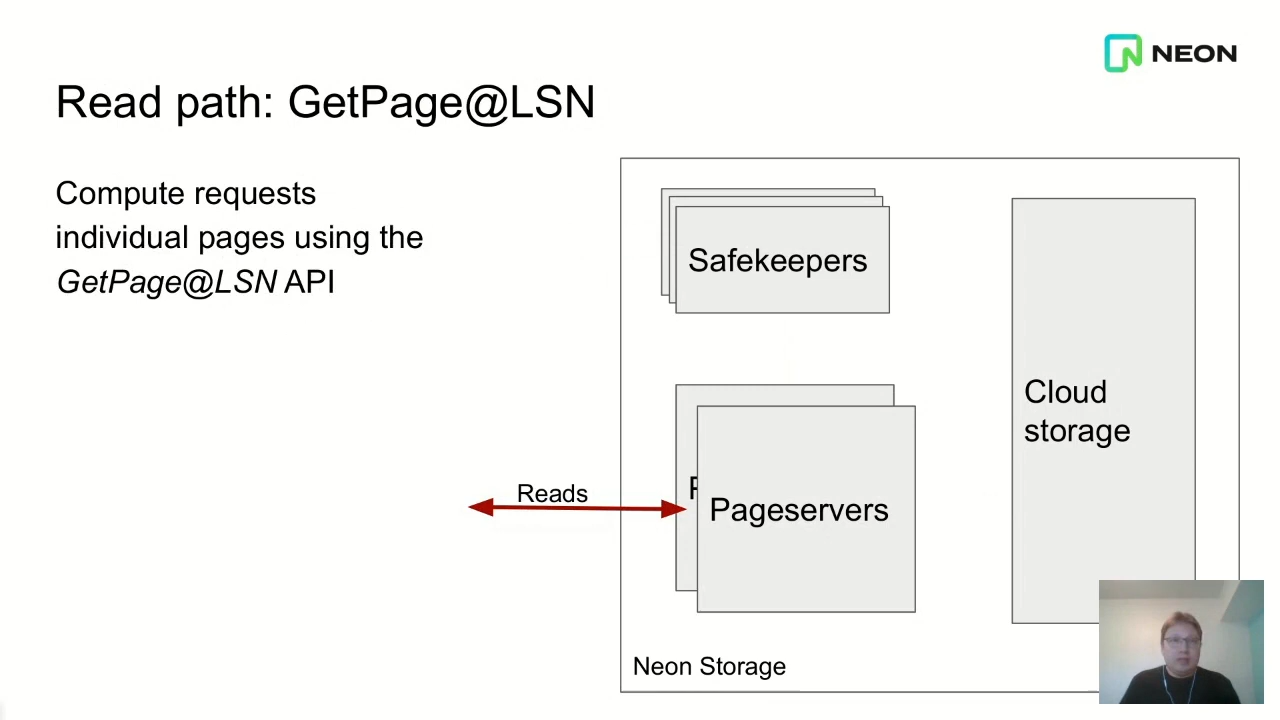 NEON
Read path: GetPage@LSN
Compute requests
individual pages using the
GetPage@LSN API
Safekeepers
Cloud
storage
Reads
Pageservers
Neon Storage